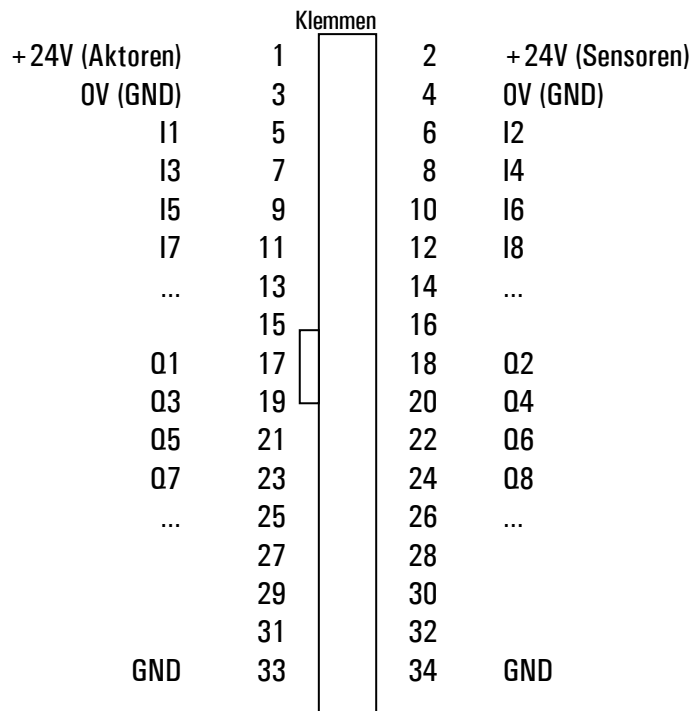 Klemmen
+24V (Aktoren) 1 2 +24V (Sensoren)
0V (GND) 3 4 0V (GND)
I1 5 6 I2
I3 7 8 I4
I5 9 10 I6
I7 11 12 I8
... 13 14 ...
15 16
Q1 17 18 Q2
Q3 19 20 Q4
Q5 21 22 Q6
Q7 23 24 Q8
... 25 26 ...
27 28
29 30
31 32
GND 33 34 GND